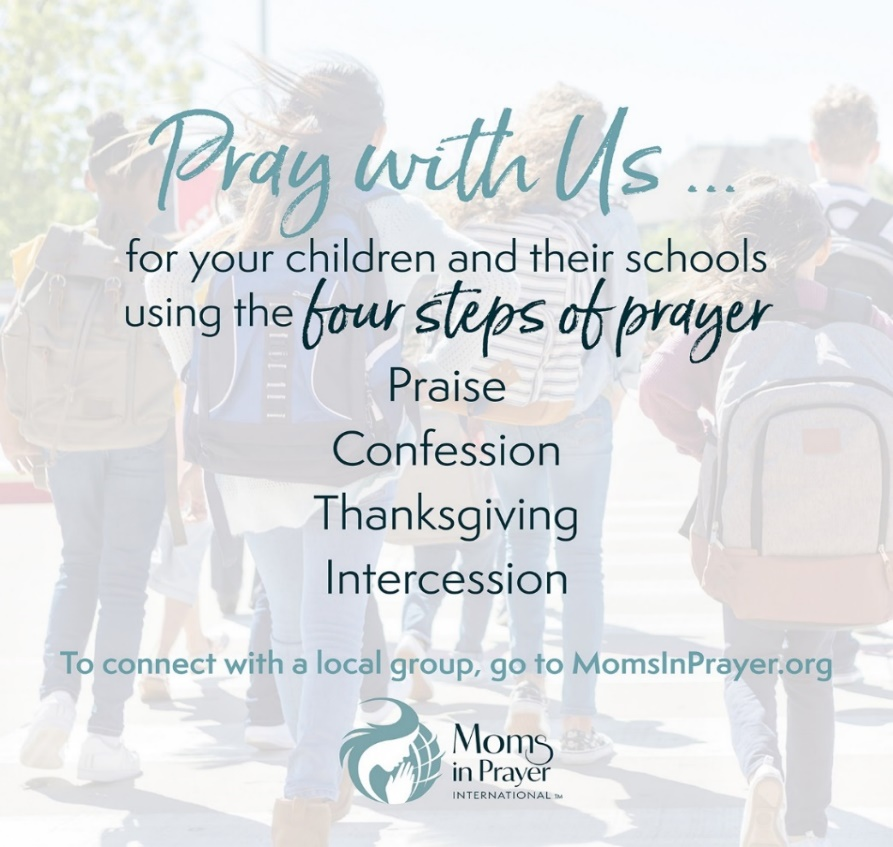 Pray with Us ...
for your children and their schools
using the four steps of prayer
Praise
Confession
Thanksgiving
Intercession
To connect with a local group, go to MomsInPrayer.org
Moms
in Prayer
INTERNATIONAL™